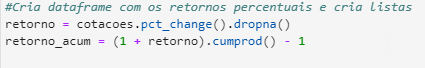 #Cria dataframe com os retornos percentuais e cria listas
retorno = cotacoes.pct_change().dropna()
retorno_acum = (1 + retorno).cumprod() - 1